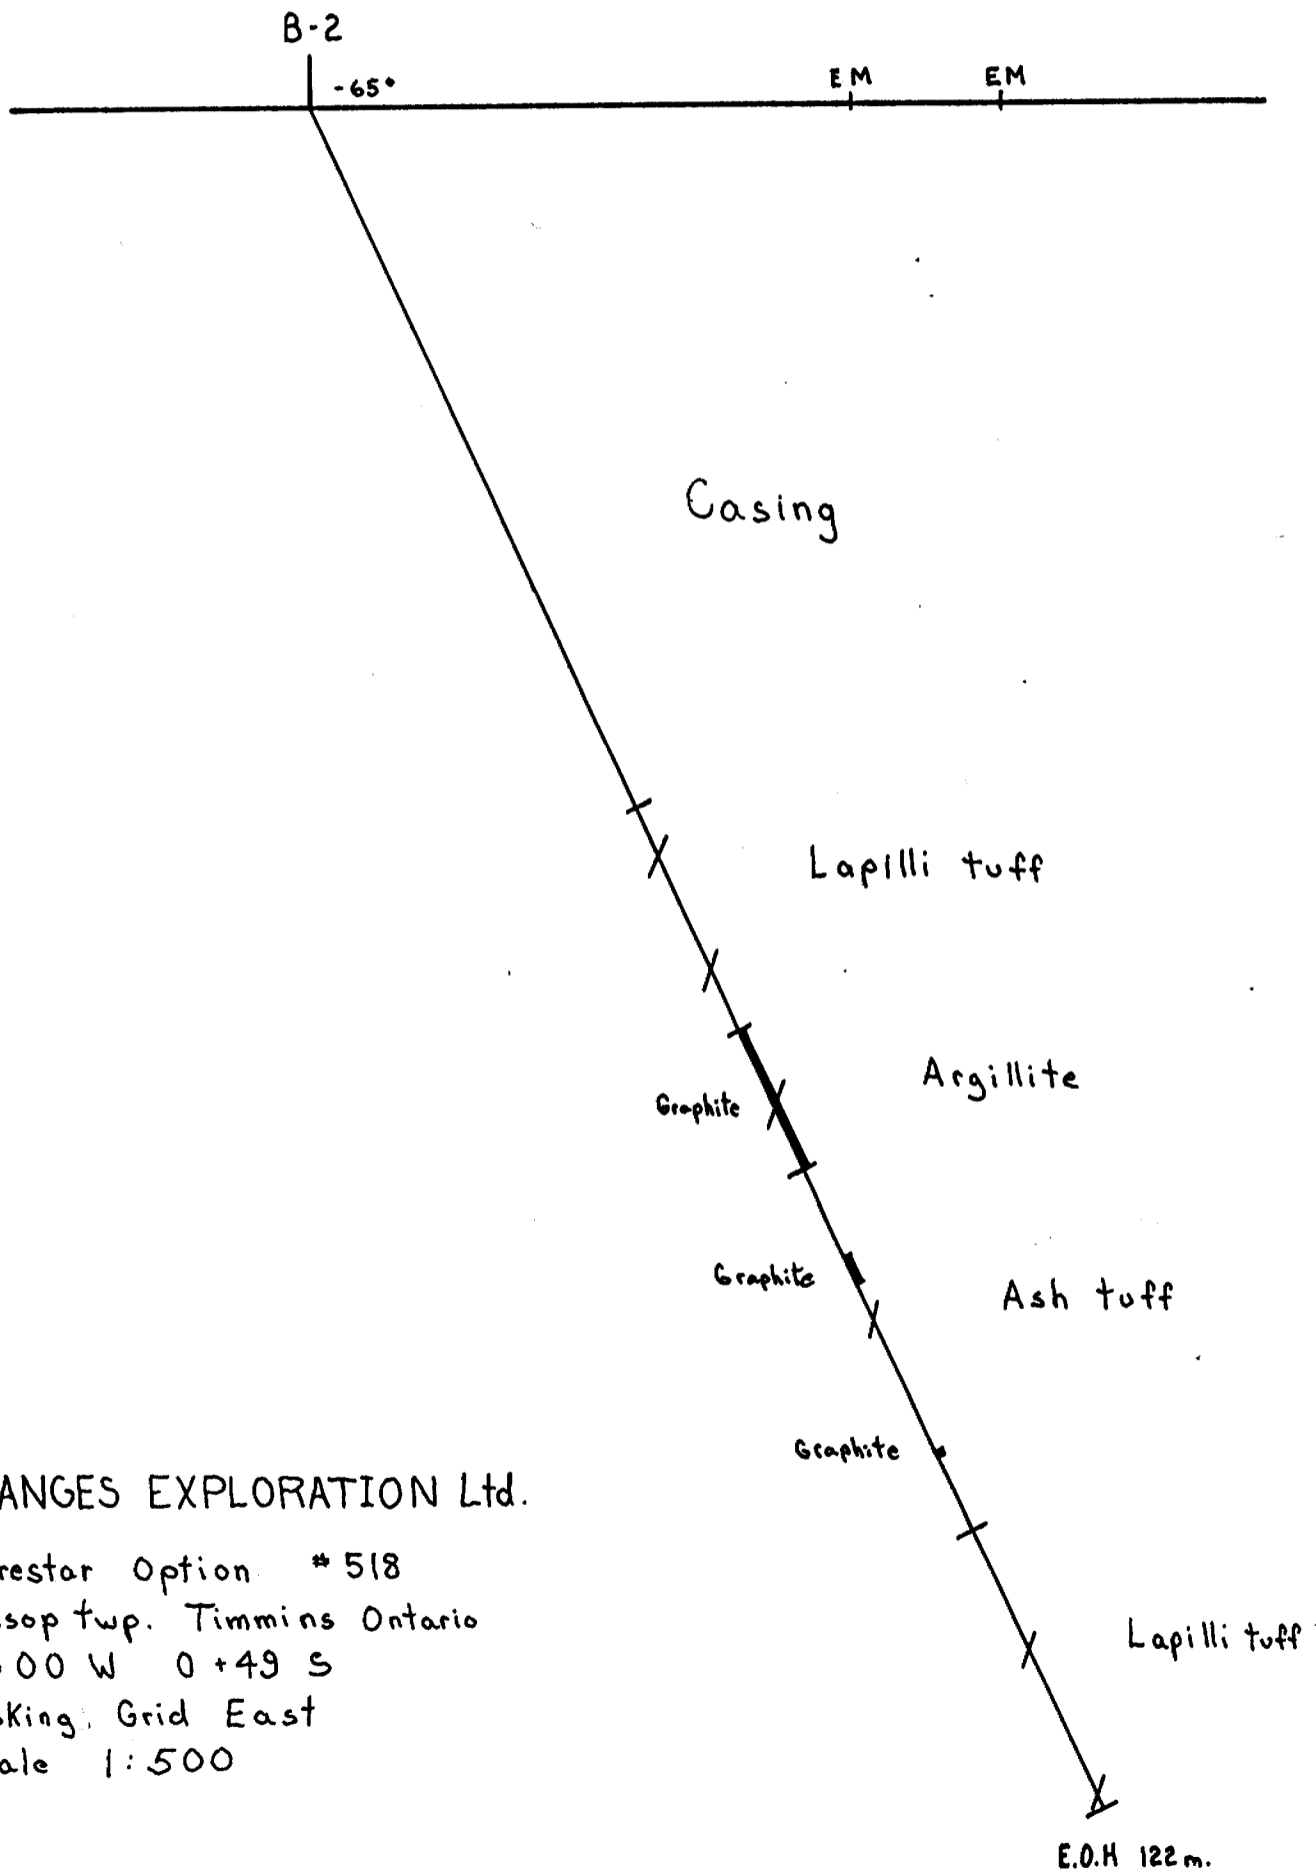 B-2
-65°
EM EM
Casing
Lapilli tuff
Argillite
Graphite
Graphite
Ash tuff
Graphite
ANGES EXPLORATION Ltd.
restar Option #518
sop twp. Timmins Ontario
00 W 0+49 S
King, Grid East
ale 1:500
Lapilli tuff
E.O.H 122 m.